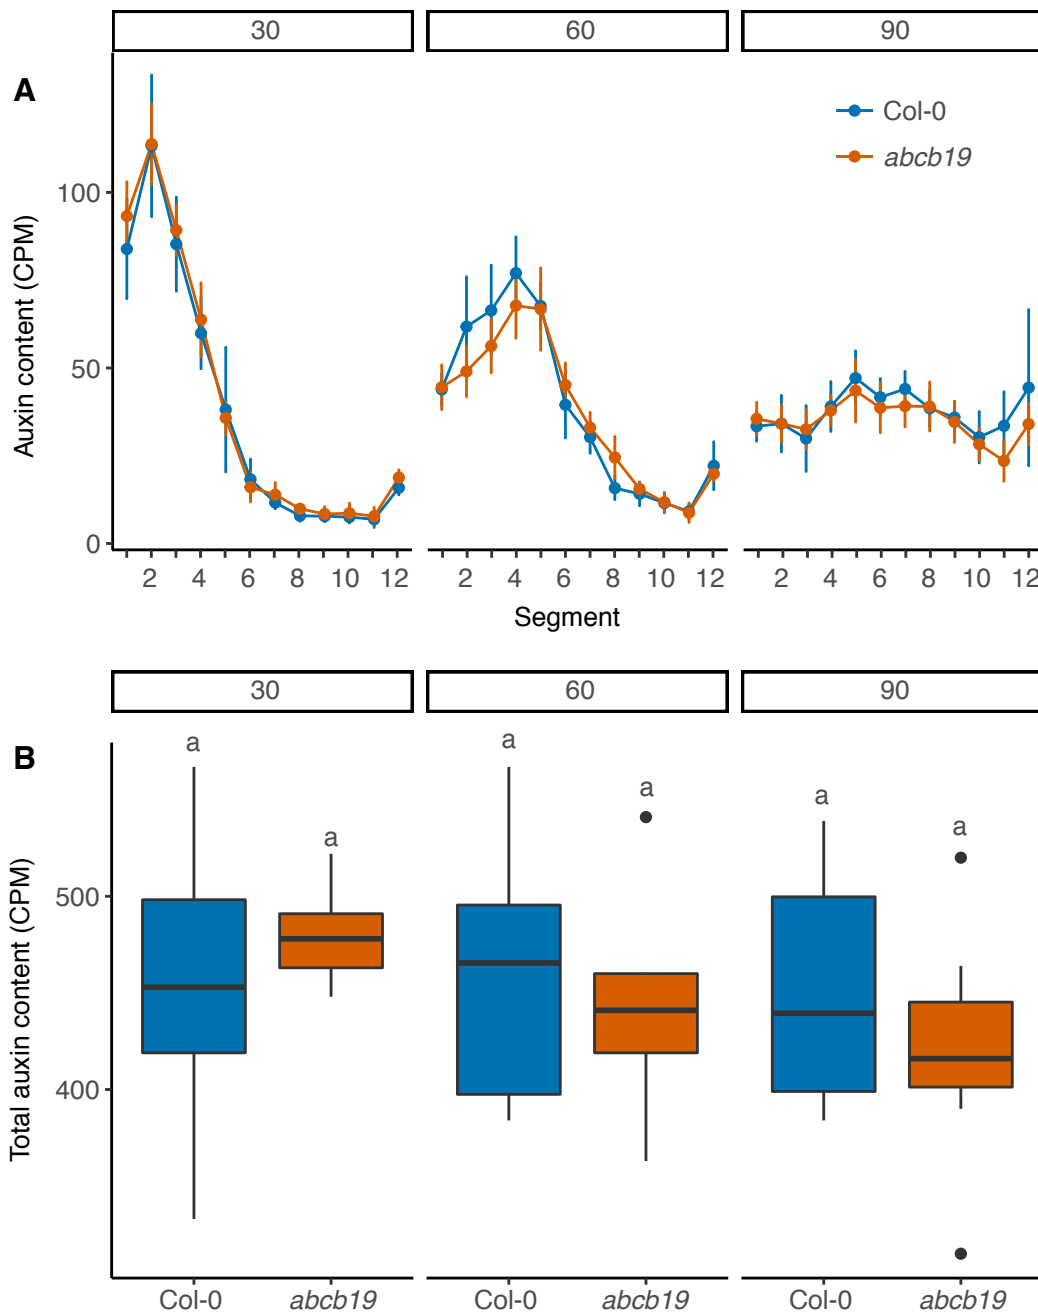 30 60 90
A
Col-0
abcb19
Auxin content (CPM)
100
50
0
2 4 6 8 10 12 2 4 6 8 10 12 2 4 6 8 10 12
Segment
30 60 90
B
a a a a a a
Total auxin content (CPM)
500
400
Col-0 abcb19 Col-0 abcb19 Col-0 abcb19